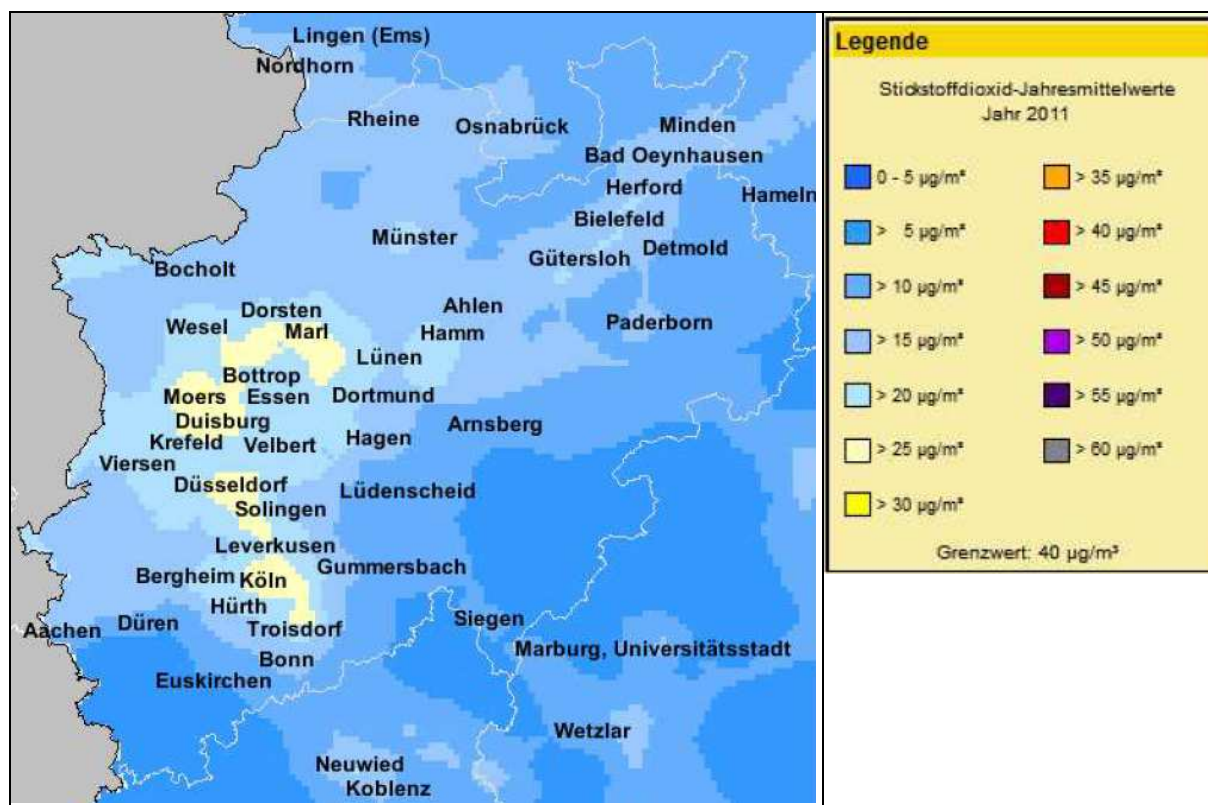 Lingen (Ems)
Nordhorn
Rheine
Osnabrück
Minden
Bad Oeynhausen
Herford
Hameln
Bielefeld
Münster
Gütersloh
Detmold
Bocholt
Ahlen
Dorsten
Wesel
Marl
Hamm
Paderborn
Lünen
Bottrop
Moers
Essen
Dortmund
Duisburg
Arnsberg
Krefeld
Velbert
Hagen
Viersen
Düsseldorf
Lüdenscheid
Solingen
Leverkusen
Gummersbach
Bergheim
Köln
Hürth
Siegen
Aachen
Düren
Troisdorf
Marburg, Universitätsstadt
Bonn
Euskirchen
Wetzlar
Neuwied
Koblenz
Legende
Stickstoffdioxid-Jahresmittelwerte
Jahr 2011
0 - 5 µg/m³
> 5 µg/m³
> 10 µg/m³
> 15 µg/m³
> 20 µg/m³
> 25 µg/m³
> 30 µg/m³
> 35 µg/m³
> 40 µg/m³
> 45 µg/m³
> 50 µg/m³
> 55 µg/m³
> 60 µg/m³
Grenzwert: 40 µg/m³